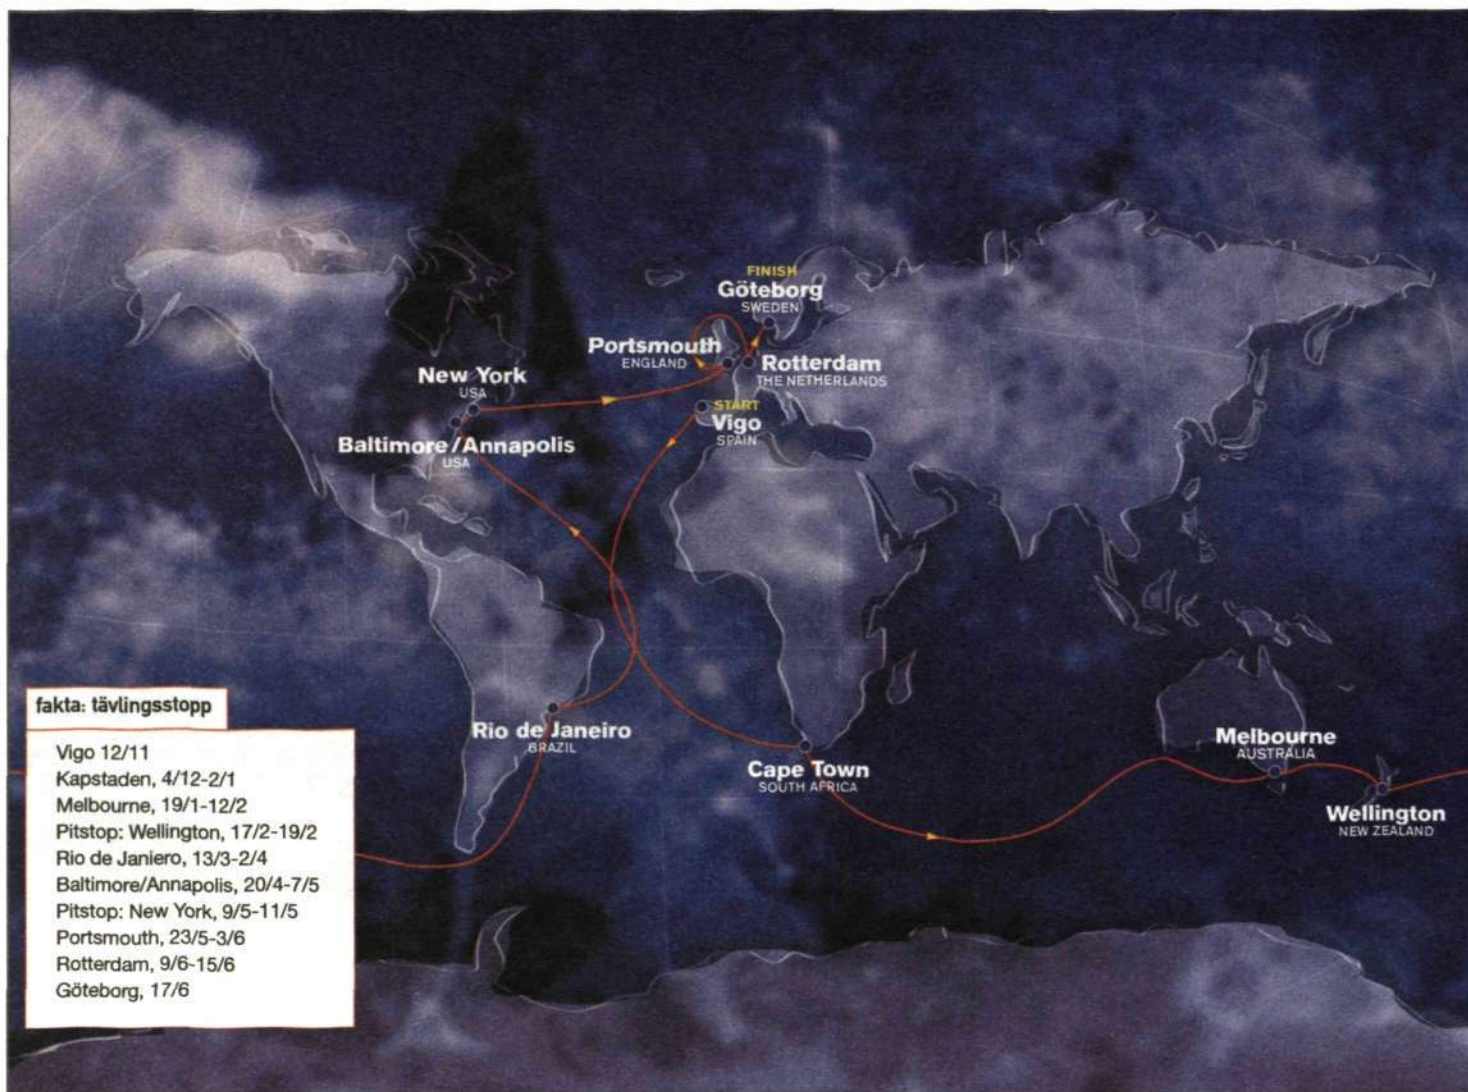 FINISH
Göteborg
SWEDEN
Portsmouth
ENGLAND
Rotterdam
THE NETHERLANDS
New York
USA
START
Vigo
SPAIN
Baltimore/Annapolis
USA
Rio de Janeiro
BRAZIL
Cape Town
SOUTH AFRICA
Melbourne
AUSTRALIA
Wellington
NEW ZEALAND
fakta: tävlingsstopp
Vigo 12/11
Kapstaden, 4/12-2/1
Melbourne, 19/1-12/2
Pitstop: Wellington, 17/2-19/2
Rio de Janiero, 13/3-2/4
Baltimore/Annapolis, 20/4-7/5
Pitstop: New York, 9/5-11/5
Portsmouth, 23/5-3/6
Rotterdam, 9/6-15/6
Göteborg, 17/6